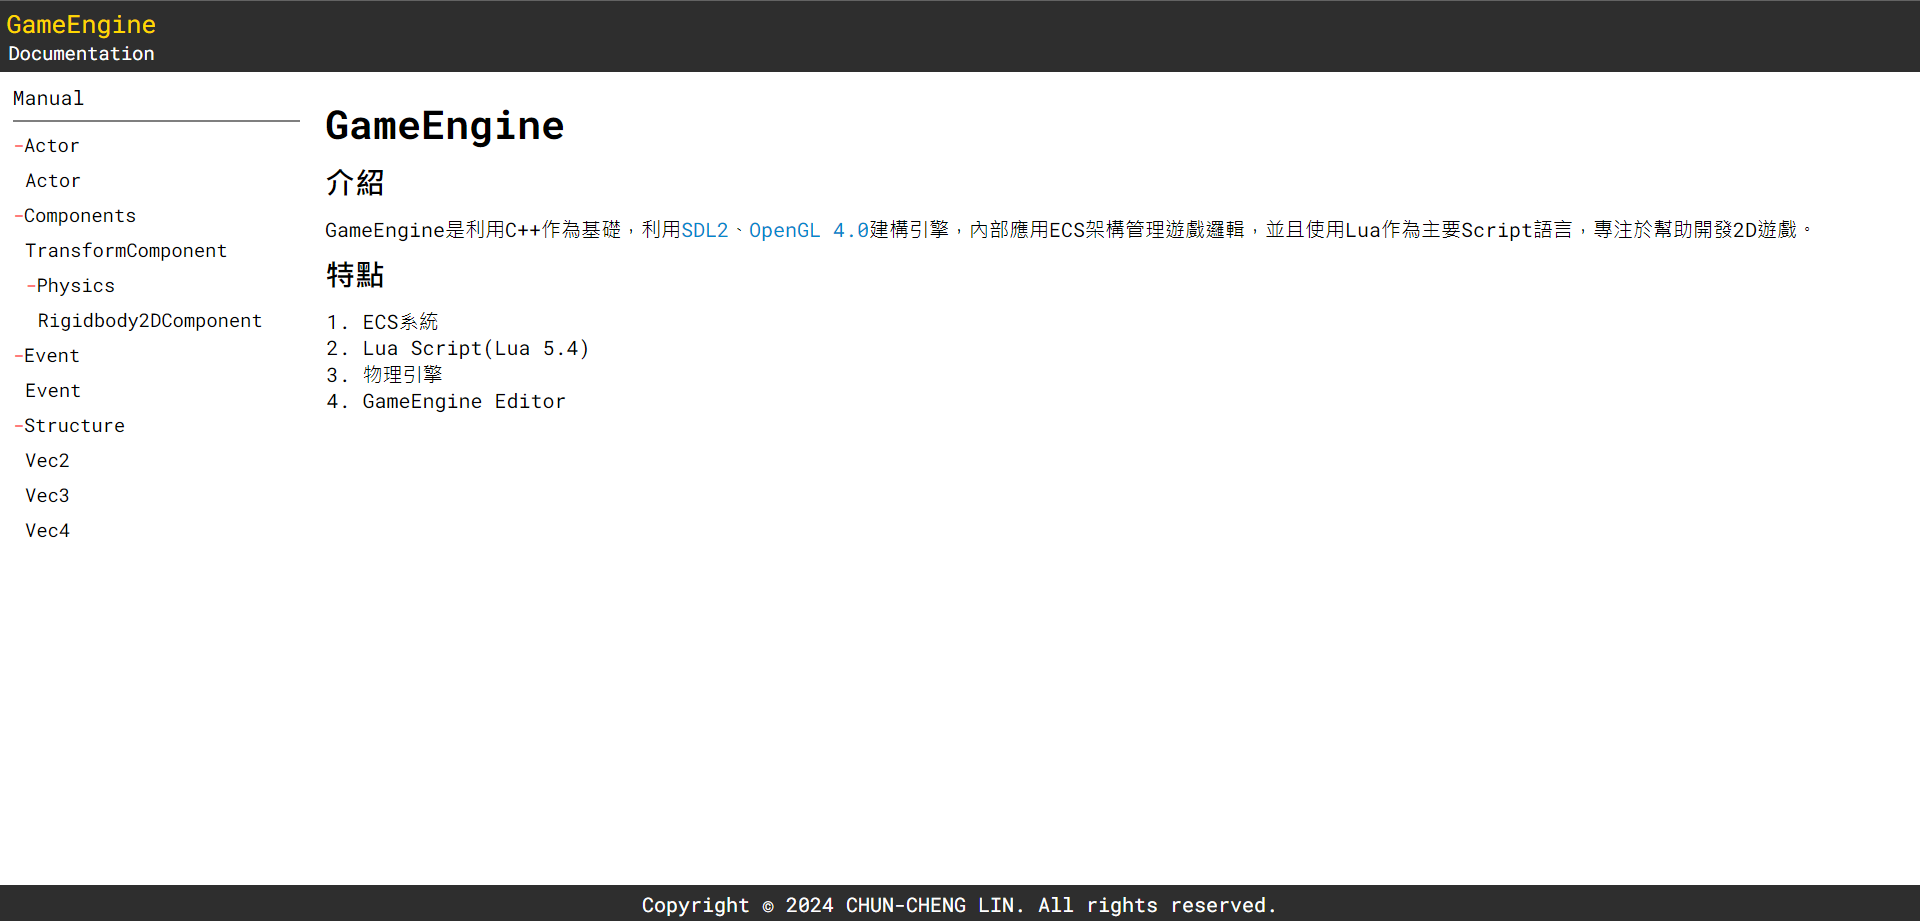 GameEngine
Documentation
Manual
-Actor
Actor
-Components
TransformComponent
-Physics
Rigidbody2DComponent
-Event
Event
-Structure
Vec2
Vec3
Vec4
GameEngine
介紹
GameEngine是利用C++作為基礎，利用SDL2、OpenGL 4.0建構引擎，內部應用ECS架構管理遊戲邏輯，並且使用Lua作為主要Script語言，專注於幫助開發2D遊戲。
特點
1. ECS系統
2. Lua Script(Lua 5.4)
3. 物理引擎
4. GameEngine Editor
Copyright © 2024 CHUN-CHENG LIN. All rights reserved.